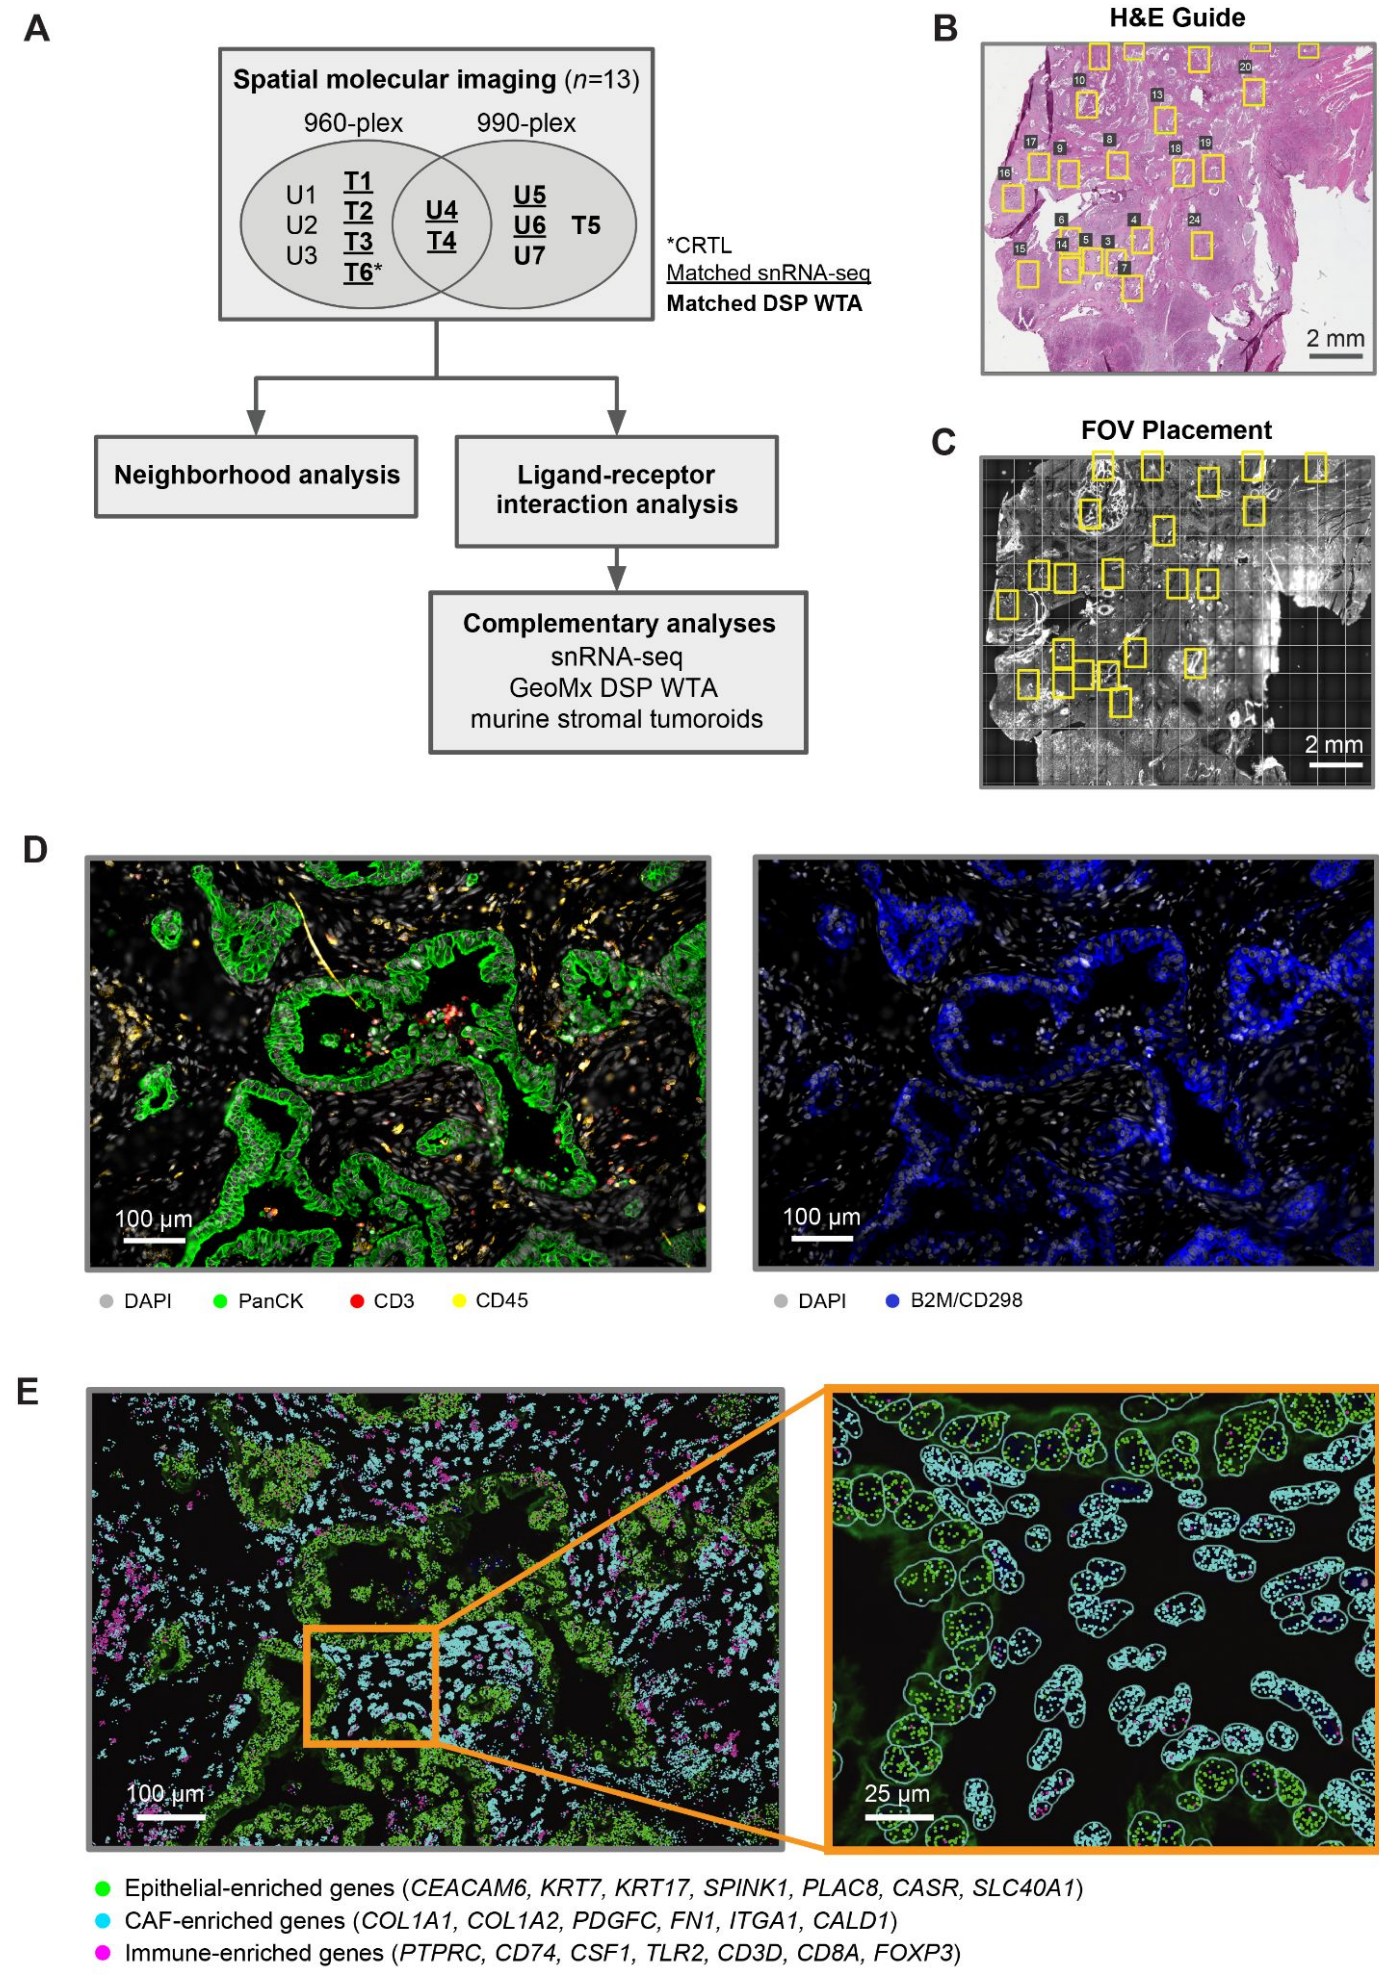 A
Spatial molecular imaging (n=13)
960-plex 990-plex
U1
U2
U3
T1
T2
T3
T6*
U4
T4
U5
U6
U7
T5
*CRTL
Matched snRNA-seq
Matched DSP WTA
Neighborhood analysis
Ligand-receptor
interaction analysis
Complementary analyses
snRNA-seq
GeoMx DSP WTA
murine stromal tumoroids
B
H&E Guide
20
10
13
17
9
8
18
19
16
6
4
24
14
5
3
15
7
2 mm
C
FOV Placement
2 mm
D
100 µm
100 µm
DAPI PanCK CD3 CD45
DAPI B2M/CD298
E
100 µm
25 µm
Epithelial-enriched genes (CEACAM6, KRT7, KRT17, SPINK1, PLAC8, CASR, SLC40A1)
CAF-enriched genes (COL1A1, COL1A2, PDGFC, FN1, ITGA1, CALD1)
Immune-enriched genes (PTPRC, CD74, CSF1, TLR2, CD3D, CD8A, FOXP3)